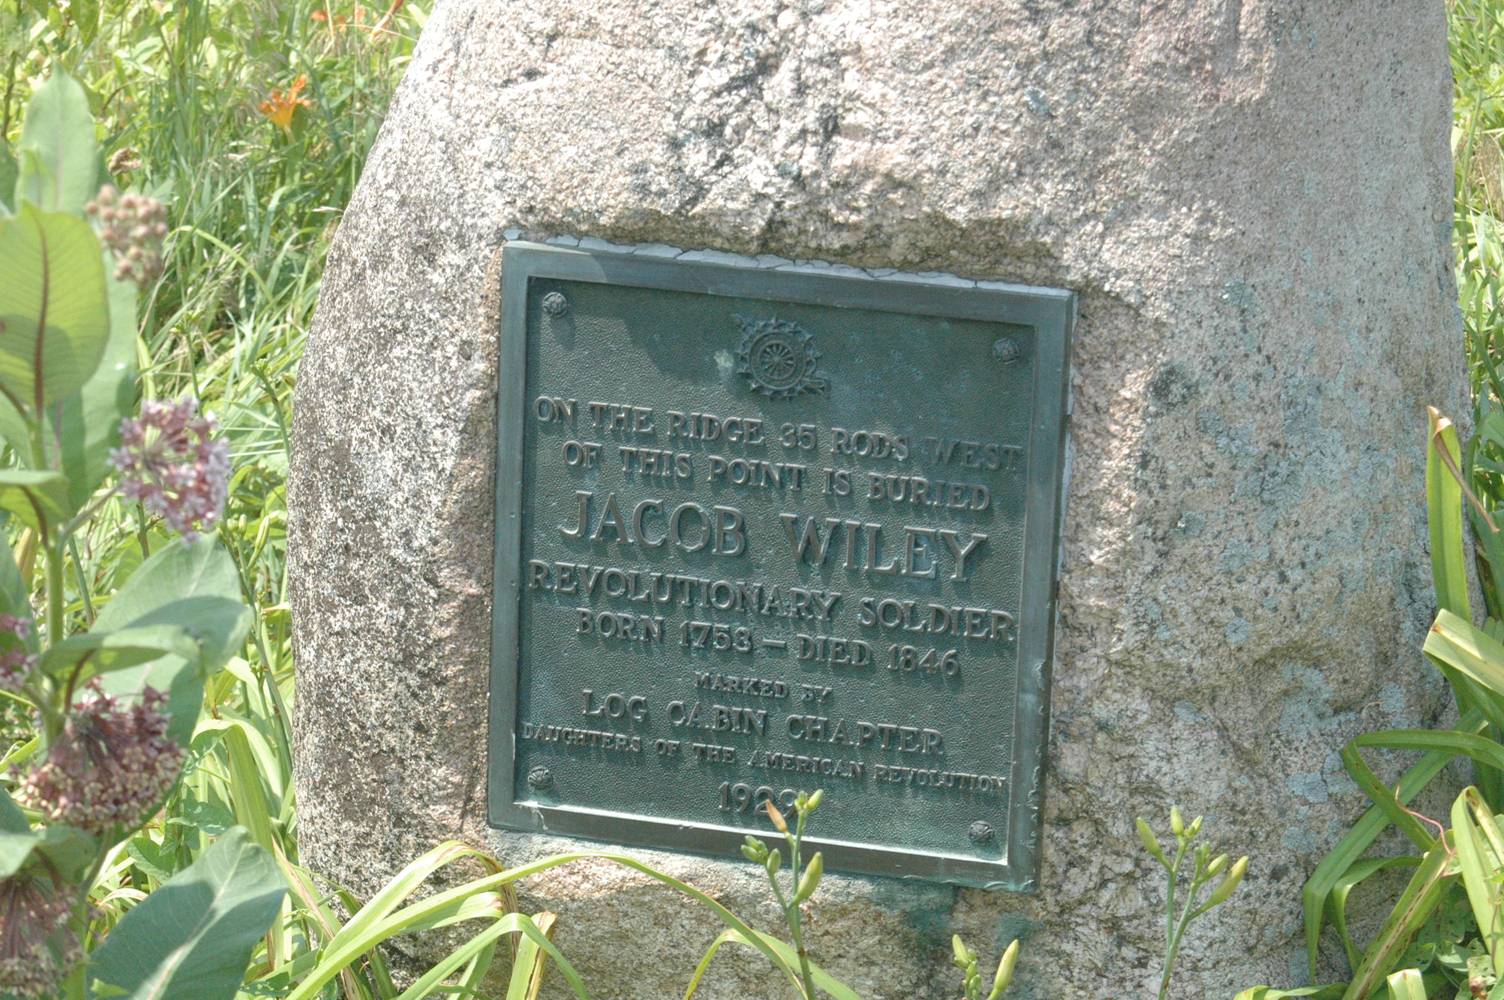 ON THE RIDGE 35 RODS WEST
OF THIS POINT IS BURIED
JACOB WILEY
REVOLUTIONARY SOLDIER
BORN 1753 - DIED 1846
MARKED BY
LOG CABIN CHAPTER
DAUGHTERS OF THE AMERICAN REVOLUTION